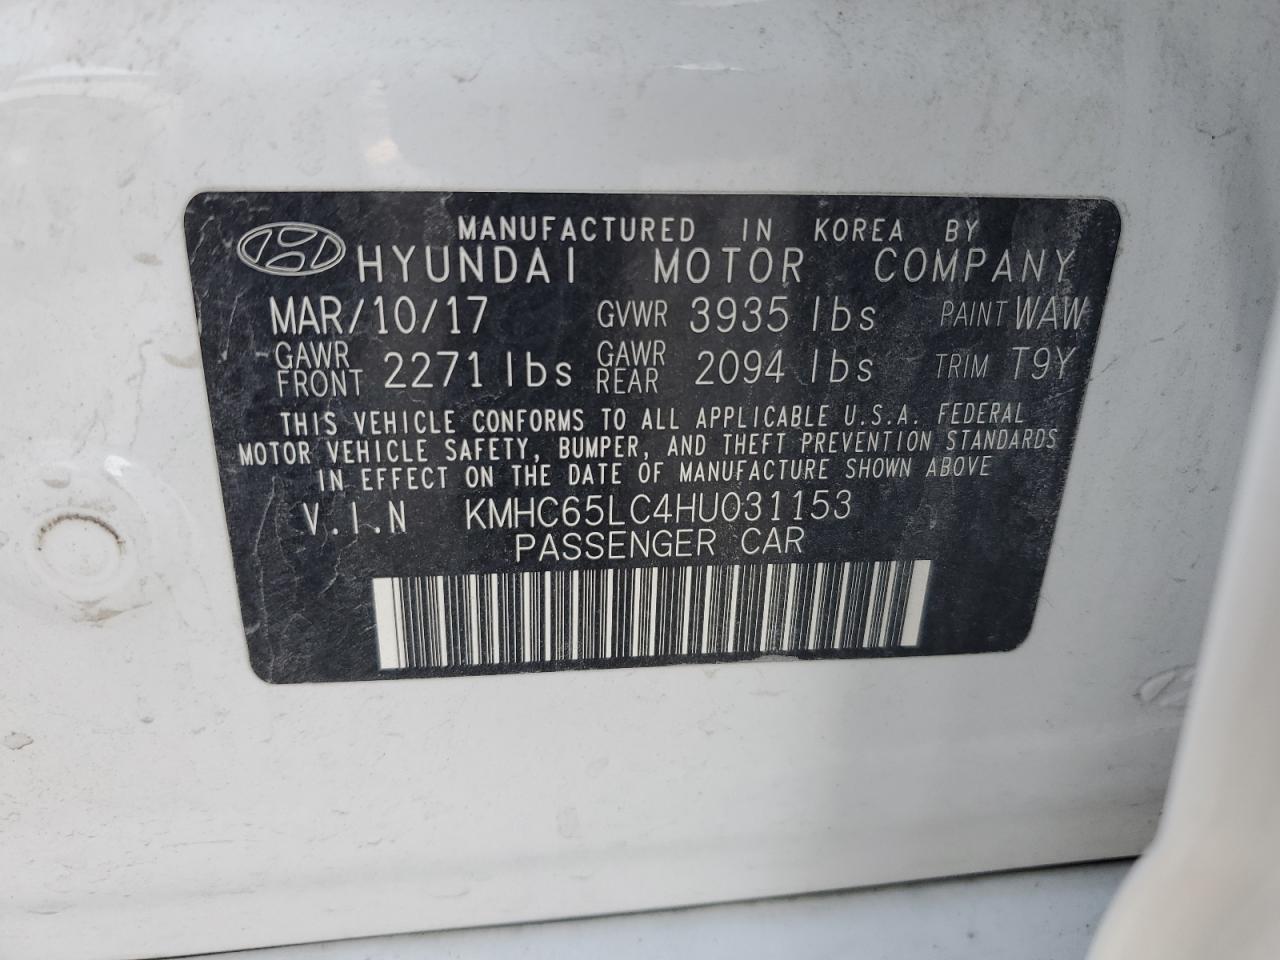 MANUFACTURED IN KOREA BY
HYUNDAI MOTOR COMPANY
MAR/10/17 GVWR 3935 lbs PAINT WAW
GAWR FRONT 2271 lbs GAWR REAR 2094 lbs TRIM T9Y
THIS VEHICLE CONFORMS TO ALL APPLICABLE U.S.A. FEDERAL
MOTOR VEHICLE SAFETY, BUMPER, AND THEFT PREVENTION STANDARDS
IN EFFECT ON THE DATE OF MANUFACTURE SHOWN ABOVE
V.I.N KMHC65LC4HU031153
PASSENGER CAR